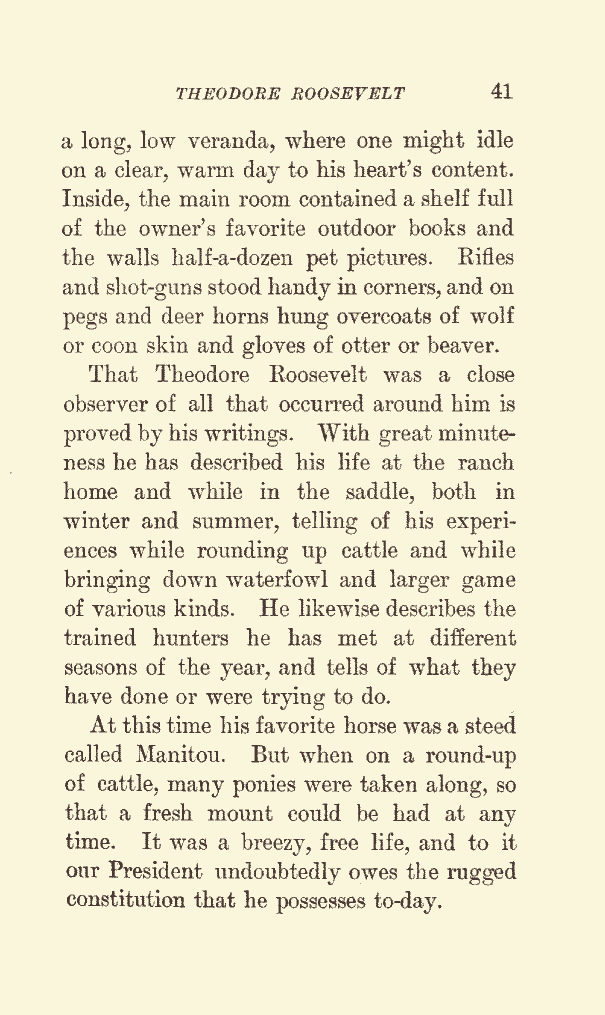 THEODORE ROOSEVELT 41
a long, low veranda, where one might idle
on a clear, warm day to his heart's content.
Inside, the main room contained a shelf full
of the owner's favorite outdoor books and
the walls half-a-dozen pet pictures. Rifles
and shot-guns stood handy in corners, and on
pegs and deer horns hung overcoats of wolf
or coon skin and gloves of otter or beaver.
That Theodore Roosevelt was a close
observer of all that occurred around him is
proved by his writings. With great minute-
ness he has described his life at the ranch
home and while in the saddle, both in
winter and summer, telling of his experi-
ences while rounding up cattle and while
bringing down waterfowl and larger game
of various kinds. He likewise describes the
trained hunters he has met at different
seasons of the year, and tells of what they
have done or were trying to do.
At this time his favorite horse was a steed
called Manitou. But when on a round-up
of cattle, many ponies were taken along, so
that a fresh mount could be had at any
time. It was a breezy, free life, and to it
our President undoubtedly owes the rugged
constitution that he possesses to-day.